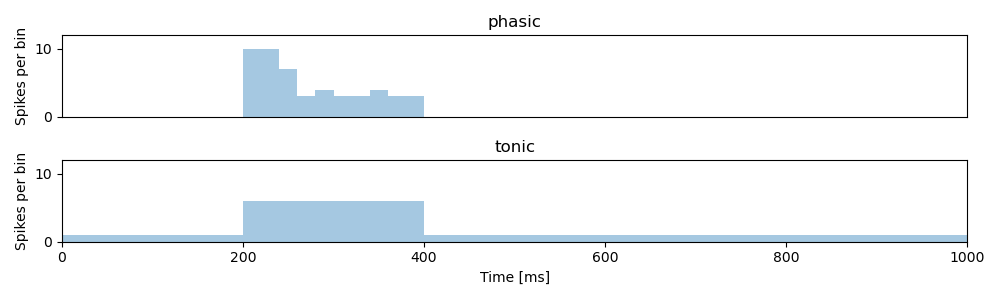 phasic
Spikes per bin
10
0
tonic
Spikes per bin
10
0
0 200 400 600 800 1000
Time [ms]